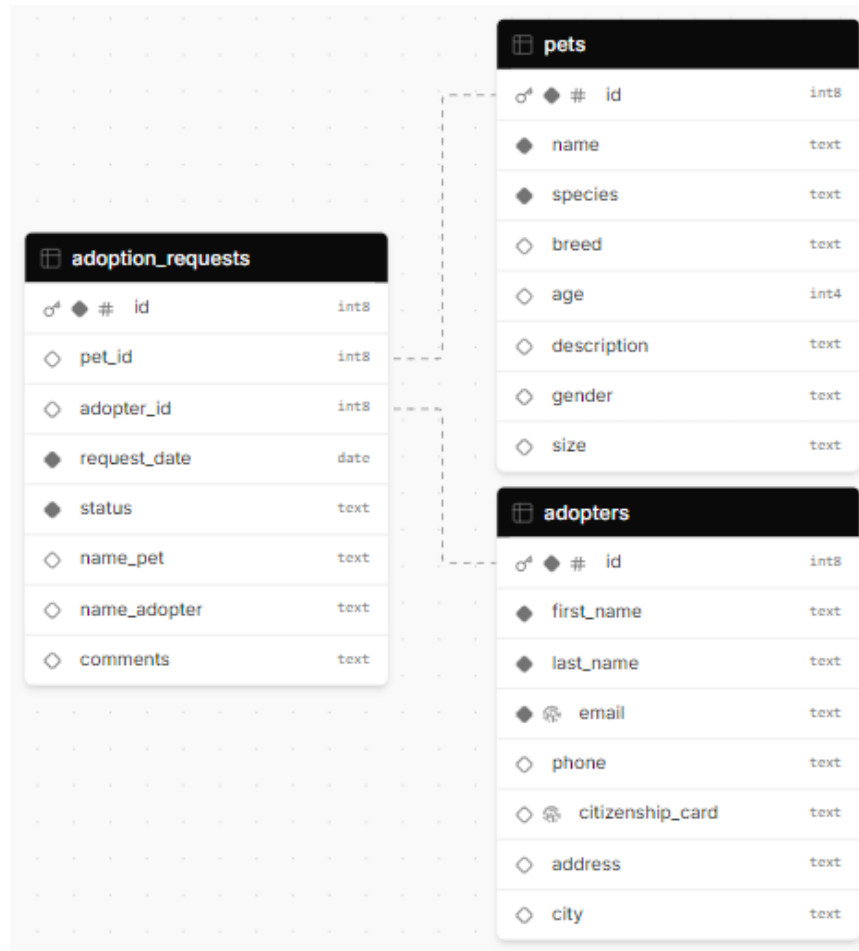 adoption_requests
# id int8
pet_id int8
adopter_id int8
request_date date
status text
name_pet text
name_adopter text
comments text
pets
# id int8
name text
species text
breed text
age int4
description text
gender text
size text
adopters
# id int8
first_name text
last_name text
email text
phone text
citizenship_card text
address text
city text